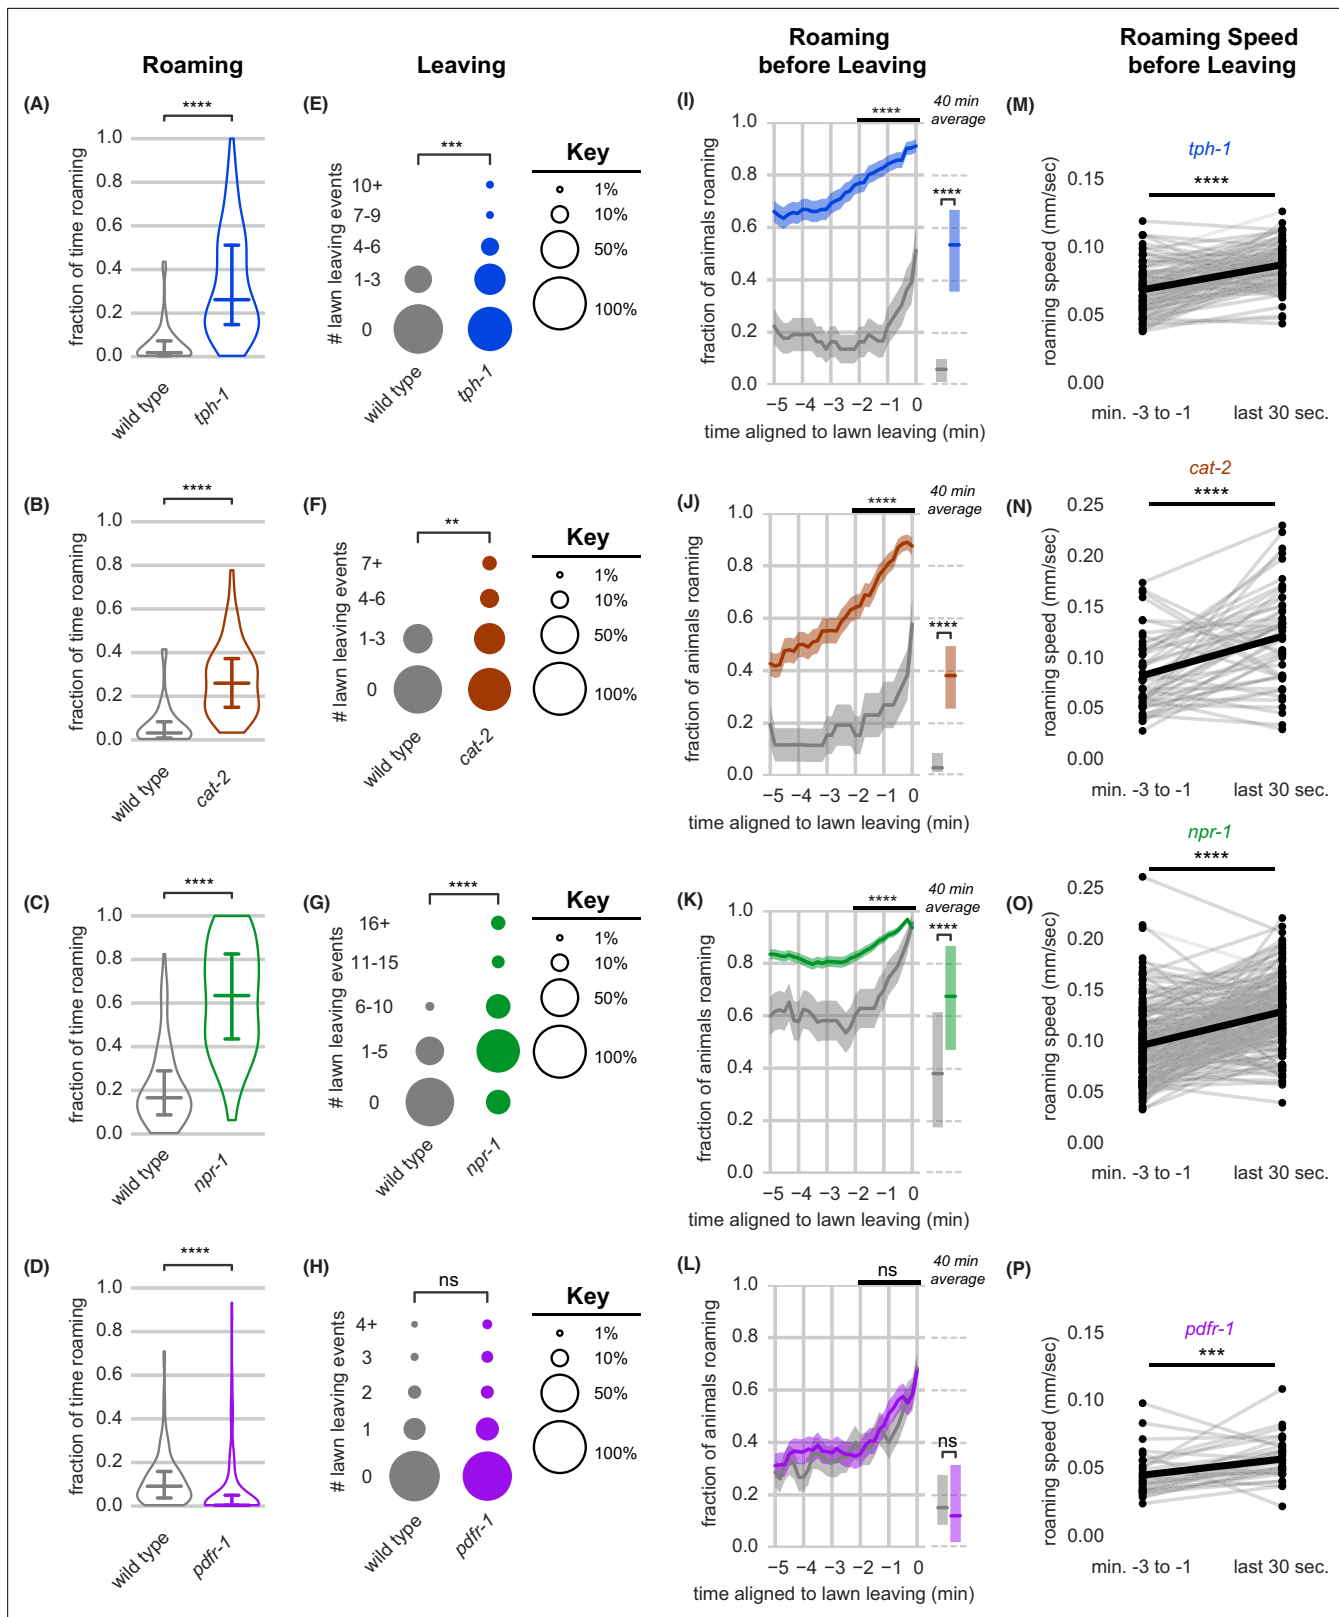 Roaming
Leaving
Roaming
before Leaving
Roaming Speed
before Leaving
(A)
****
fraction of time roaming
1.0
0.8
0.6
0.4
0.2
0.0
wild type
tph-1
(E)
***
# lawn leaving events
10+
7-9
4-6
1-3
0
wild type
tph-1
Key
1%
10%
50%
100%
(I)
****
40 min
average
fraction of animals roaming
1.0
0.8
0.6
0.4
0.2
0.0
****
−5 −4 −3 −2 −1 0
time aligned to lawn leaving (min)
(M)
tph-1
****
roaming speed (mm/sec)
0.15
0.10
0.05
0.00
min. -3 to -1 last 30 sec.
(B)
****
fraction of time roaming
1.0
0.8
0.6
0.4
0.2
0.0
wild type
cat-2
(F)
**
# lawn leaving events
7+
4-6
1-3
0
wild type
cat-2
Key
1%
10%
50%
100%
(J)
****
40 min
average
fraction of animals roaming
1.0
0.8
0.6
0.4
0.2
0.0
****
−5 −4 −3 −2 −1 0
time aligned to lawn leaving (min)
(N)
cat-2
****
roaming speed (mm/sec)
0.25
0.20
0.15
0.10
0.05
0.00
min. -3 to -1 last 30 sec.
(C)
****
fraction of time roaming
1.0
0.8
0.6
0.4
0.2
0.0
wild type
npr-1
(G)
****
# lawn leaving events
16+
11-15
6-10
1-5
0
wild type
npr-1
Key
1%
10%
50%
100%
(K)
****
40 min
average
fraction of animals roaming
1.0
0.8
0.6
0.4
0.2
0.0
****
−5 −4 −3 −2 −1 0
time aligned to lawn leaving (min)
(O)
npr-1
****
roaming speed (mm/sec)
0.25
0.20
0.15
0.10
0.05
0.00
min. -3 to -1 last 30 sec.
(D)
****
fraction of time roaming
1.0
0.8
0.6
0.4
0.2
0.0
wild type
pdfr-1
(H)
ns
# lawn leaving events
4+
3
2
1
0
wild type
pdfr-1
Key
1%
10%
50%
100%
(L)
ns
40 min
average
fraction of animals roaming
1.0
0.8
0.6
0.4
0.2
0.0
ns
−5 −4 −3 −2 −1 0
time aligned to lawn leaving (min)
(P)
pdfr-1
***
roaming speed (mm/sec)
0.15
0.10
0.05
0.00
min. -3 to -1 last 30 sec.